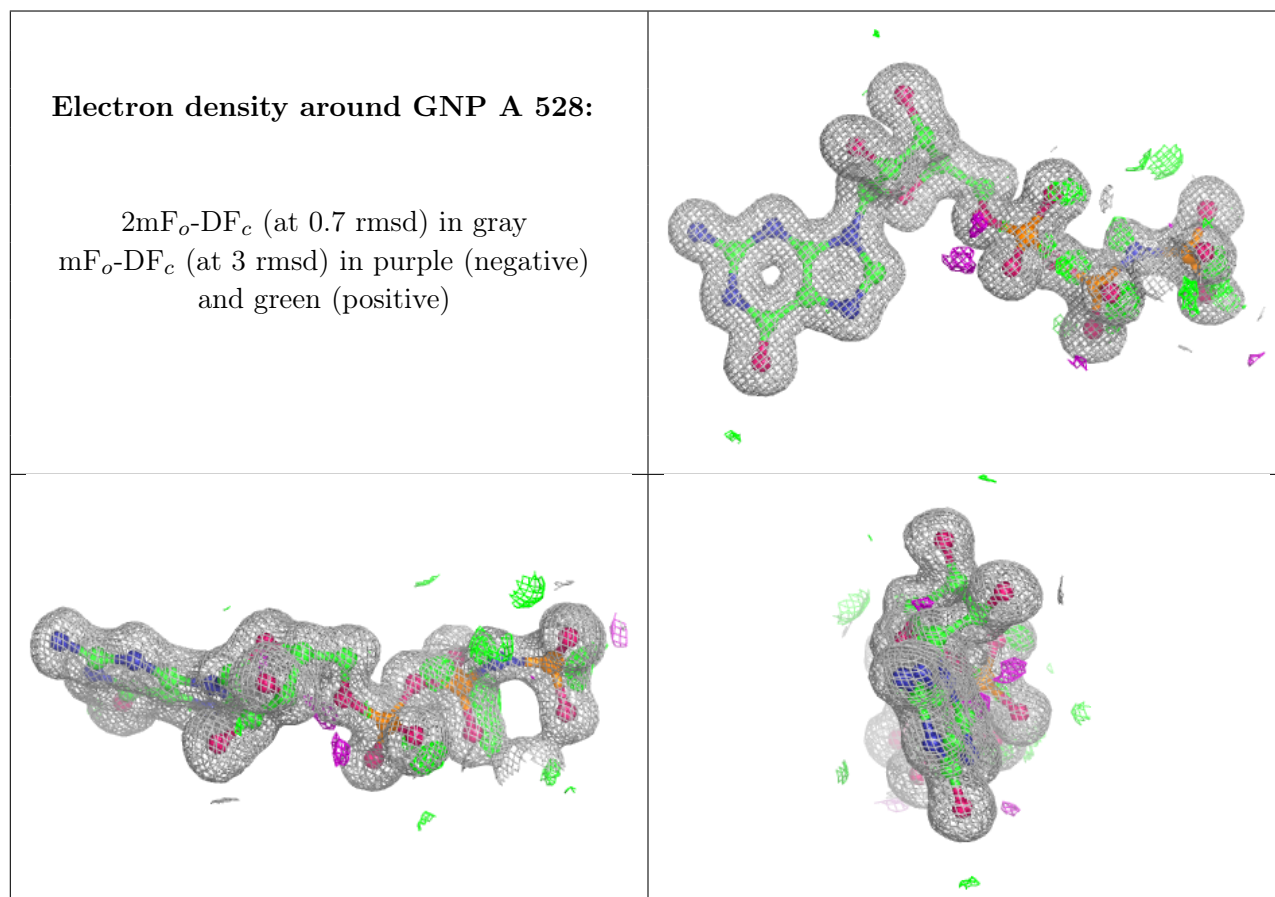 Electron density around GNP A 528:
2mFo-DFc (at 0.7 rmsd) in gray
mFo-DFc (at 3 rmsd) in purple (negative)
and green (positive)